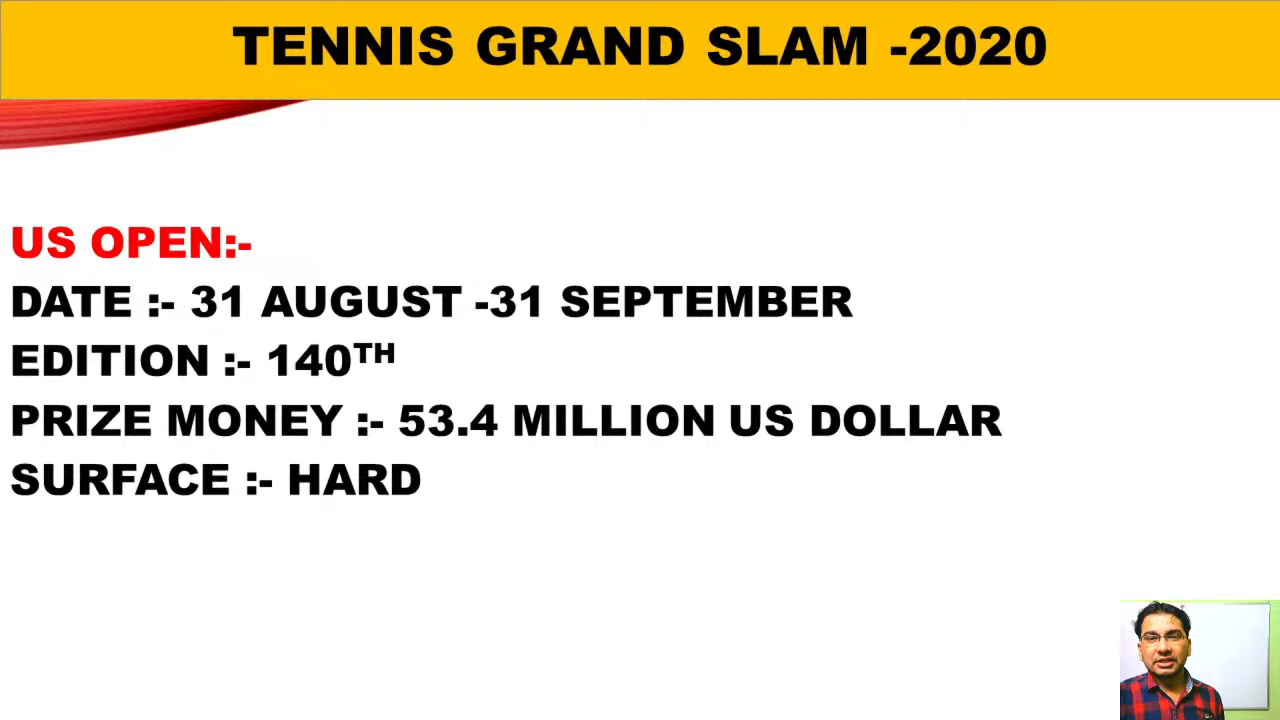 TENNIS GRAND SLAM -2020
US OPEN:-
DATE :- 31 AUGUST -31 SEPTEMBER
EDITION :- 140TH
PRIZE MONEY :- 53.4 MILLION US DOLLAR
SURFACE :- HARD